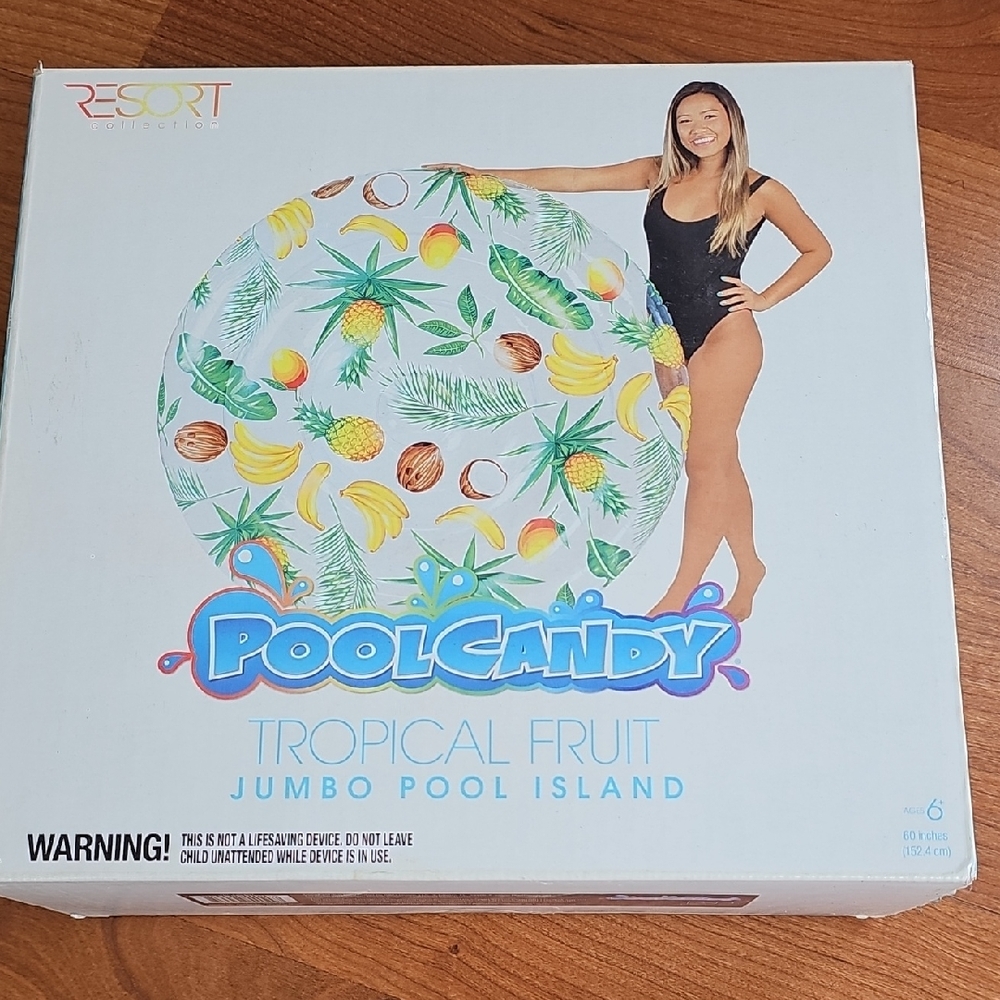 RESORT
collection
POOLCANDY
TROPICAL FRUIT
JUMBO POOL ISLAND
AGES 6+
60 inches
(152.4 cm)
WARNING! THIS IS NOT A LIFESAVING DEVICE. DO NOT LEAVE
CHILD UNATTENDED WHILE DEVICE IS IN USE.